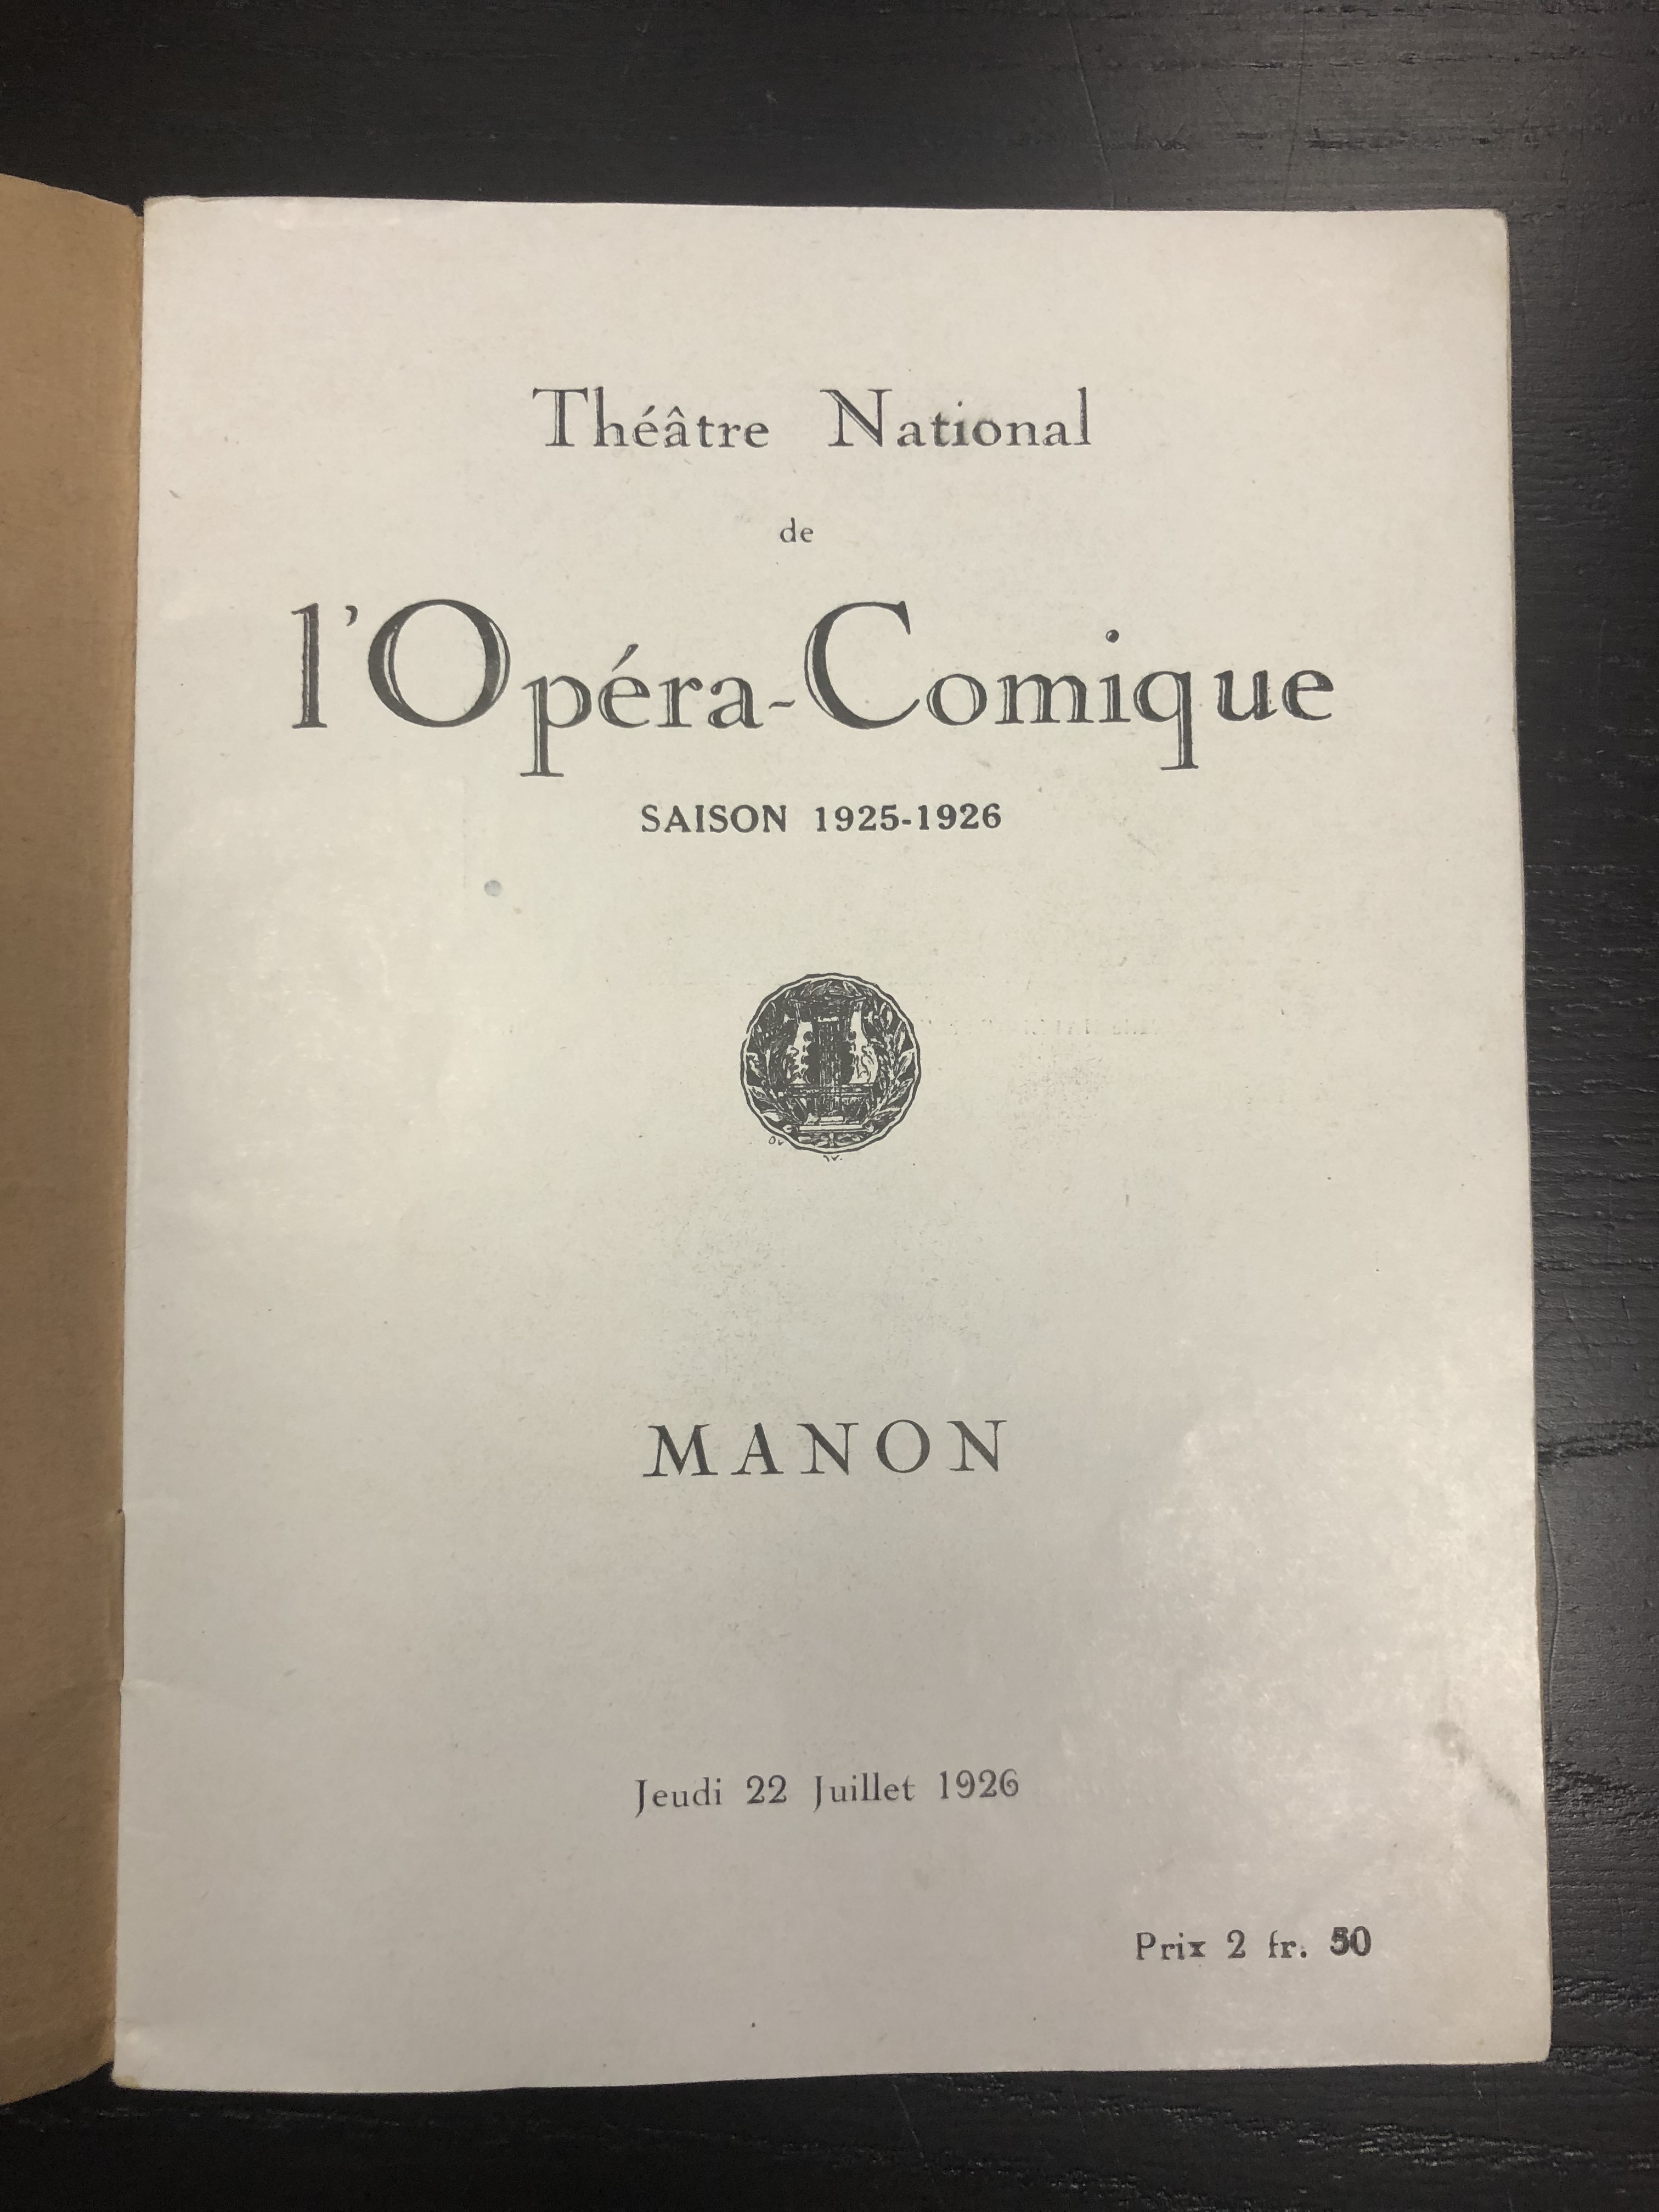 Théâtre National
de
l'Opéra-Comique
SAISON 1925-1926
MANON
Jeudi 22 Juillet 1926
Prix 2 fr. 50